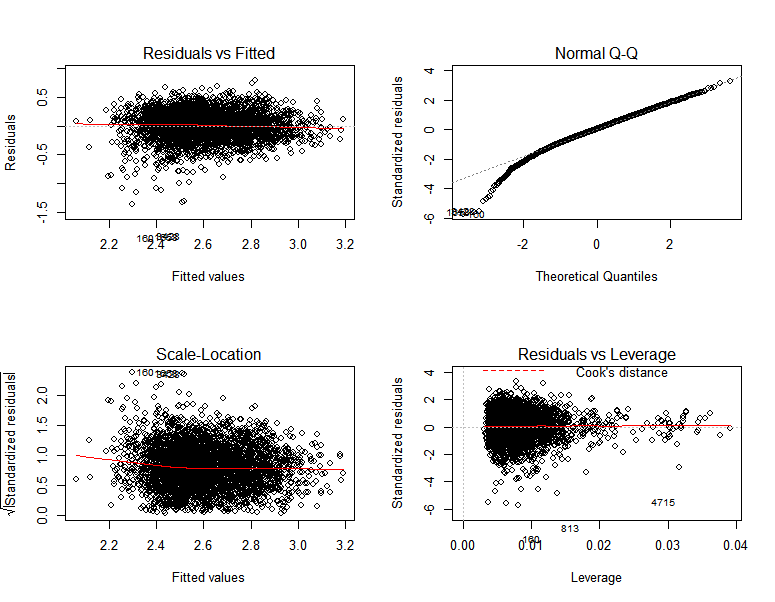 Residuals vs Fitted
Residuals
0.5
-0.5
-1.5
2.2 2.4 2.6 2.8 3.0 3.2
Fitted values
160
3428
Normal Q-Q
Standardized residuals
4
2
0
-2
-4
-6
-2 0 2
Theoretical Quantiles
Scale-Location
√|Standardized residuals|
2.0
1.5
1.0
0.5
0.0
2.2 2.4 2.6 2.8 3.0 3.2
Fitted values
160
Residuals vs Leverage
Standardized residuals
4
2
0
-2
-4
-6
0.00 0.01 0.02 0.03 0.04
Leverage
Cook's distance
4715
813
160